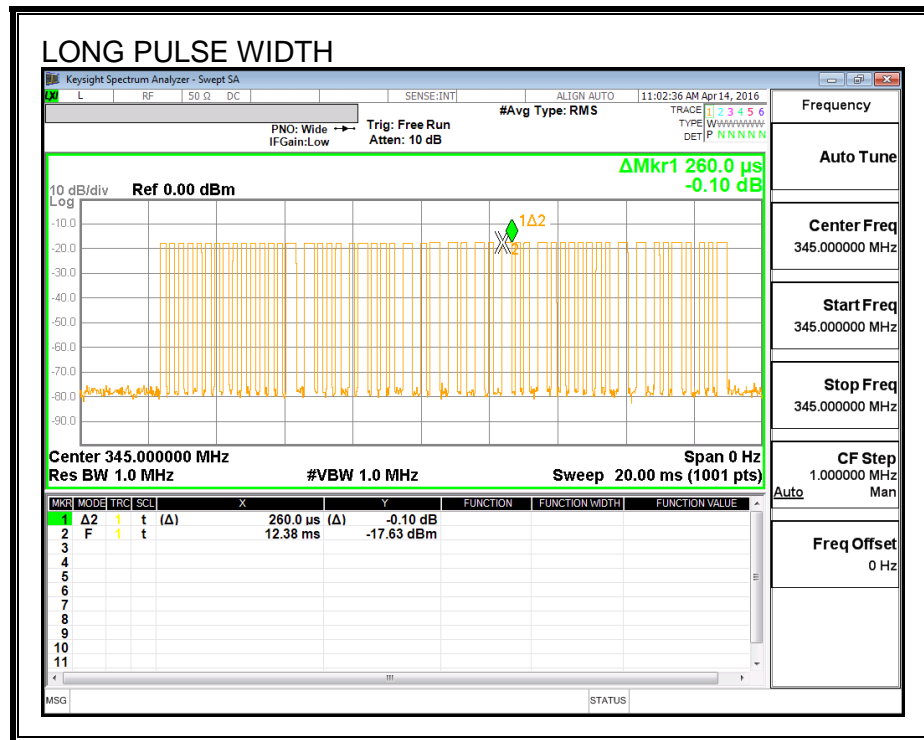 LONG PULSE WIDTH
Keysight Spectrum Analyzer - Swept SA
LXI L RF 50 Ω DC SENSE:INT ALIGN AUTO 11:02:36 AM Apr 14, 2016
#Avg Type: RMS
TRACE 1 2 3 4 5 6
TYPE WWWWWWW
DET P N N N N N
PNO: Wide
IFGain:Low
Trig: Free Run
Atten: 10 dB
ΔMkr1 260.0 µs
-0.10 dB
10 dB/div Ref 0.00 dBm
Log
-10.0
-20.0
-30.0
-40.0
-50.0
-60.0
-70.0
-80.0
-90.0
1Δ2
2
Center 345.000000 MHz Span 0 Hz
Res BW 1.0 MHz #VBW 1.0 MHz Sweep 20.00 ms (1001 pts)
MKR MODE TRC SCL X Y FUNCTION FUNCTION WIDTH FUNCTION VALUE
1 Δ2 1 t (Δ) 260.0 µs (Δ) -0.10 dB
2 F 1 t 12.38 ms -17.63 dBm
3
4
5
6
7
8
9
10
11
MSG STATUS
Frequency
Auto Tune
Center Freq
345.000000 MHz
Start Freq
345.000000 MHz
Stop Freq
345.000000 MHz
CF Step
1.000000 MHz
Auto Man
Freq Offset
0 Hz